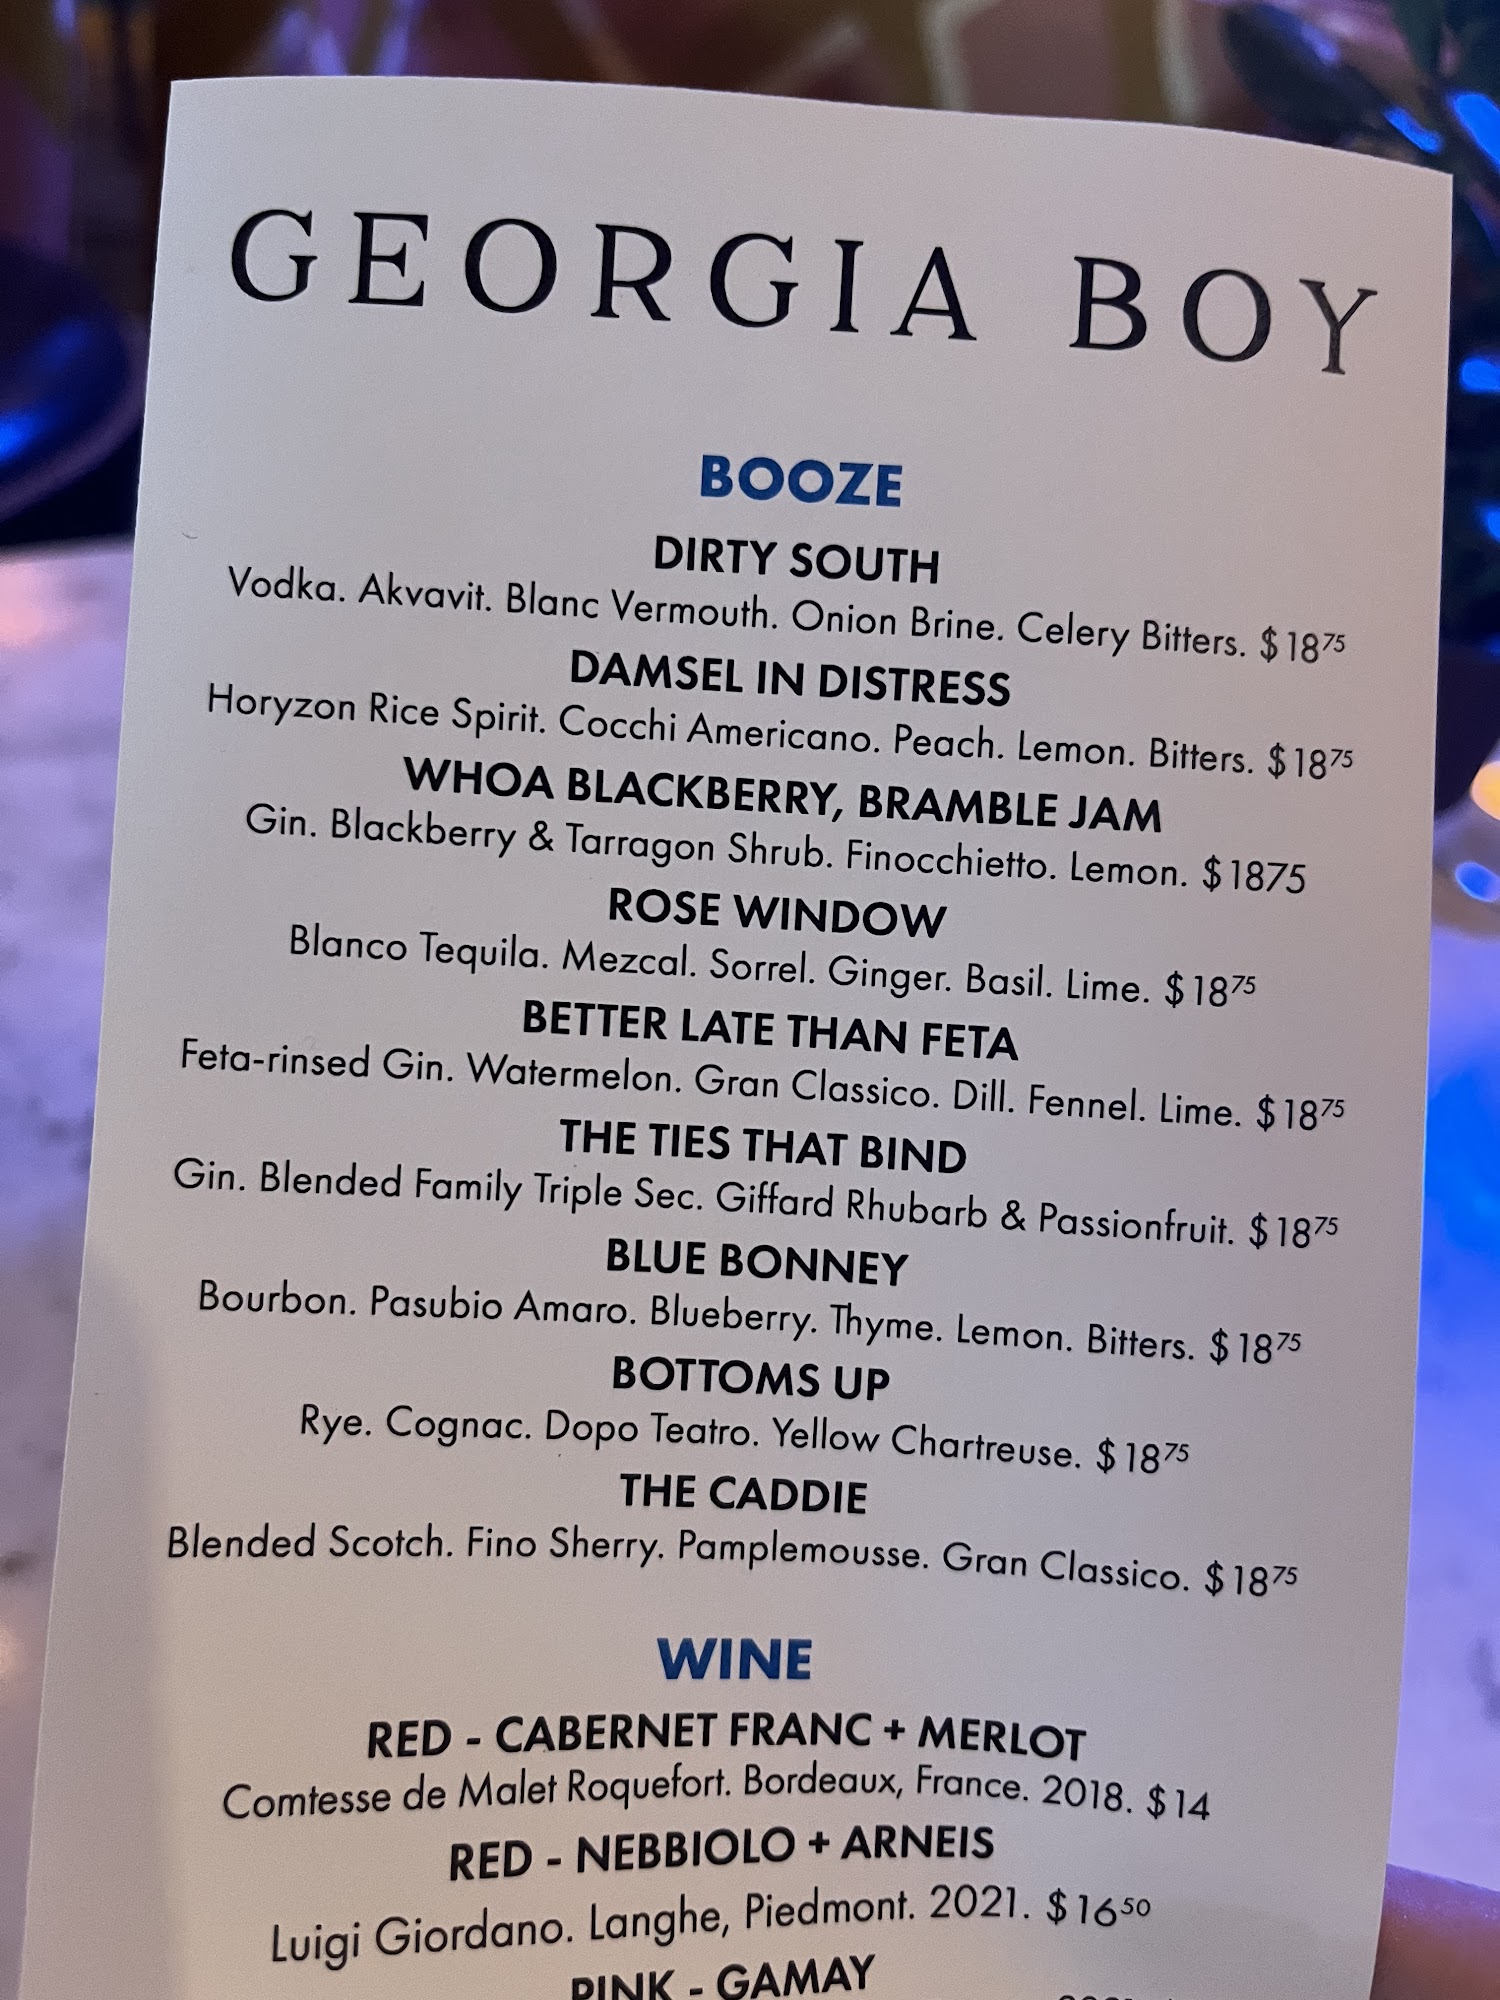 GEORGIA BOY
BOOZE
DIRTY SOUTH
Vodka. Akvavit. Blanc Vermouth. Onion Brine. Celery Bitters. $18⁷⁵
DAMSEL IN DISTRESS
Horyzon Rice Spirit. Cocchi Americano. Peach. Lemon. Bitters. $18⁷⁵
WHOA BLACKBERRY, BRAMBLE JAM
Gin. Blackberry & Tarragon Shrub. Finocchietto. Lemon. $1875
ROSE WINDOW
Blanco Tequila. Mezcal. Sorrel. Ginger. Basil. Lime. $18⁷⁵
BETTER LATE THAN FETA
Feta-rinsed Gin. Watermelon. Gran Classico. Dill. Fennel. Lime. $18⁷⁵
THE TIES THAT BIND
Gin. Blended Family Triple Sec. Giffard Rhubarb & Passionfruit. $18⁷⁵
BLUE BONNEY
Bourbon. Pasubio Amaro. Blueberry. Thyme. Lemon. Bitters. $18⁷⁵
BOTTOMS UP
Rye. Cognac. Dopo Teatro. Yellow Chartreuse. $18⁷⁵
THE CADDIE
Blended Scotch. Fino Sherry. Pamplemousse. Gran Classico. $18⁷⁵
WINE
RED - CABERNET FRANC + MERLOT
Comtesse de Malet Roquefort. Bordeaux, France. 2018. $14
RED - NEBBIOLO + ARNEIS
Luigi Giordano. Langhe, Piedmont. 2021. $16⁵⁰
PINK - GAMAY